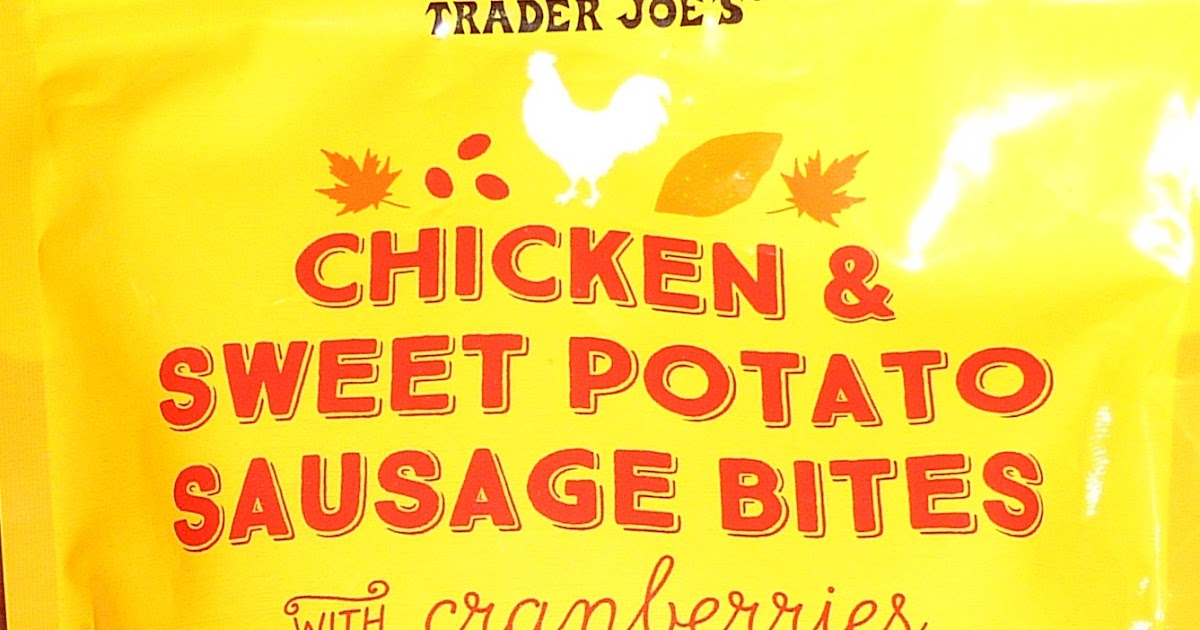 TRADER JOE'S
CHICKEN &
SWEET POTATO
SAUSAGE BITES
WITH cranberries